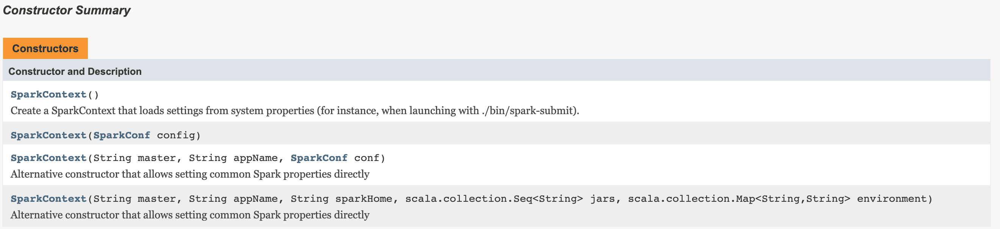 Constructor Summary
Constructors
Constructor and Description
SparkContext()
Create a SparkContext that loads settings from system properties (for instance, when launching with ./bin/spark-submit).
SparkContext(SparkConf config)
SparkContext(String master, String appName, SparkConf conf)
Alternative constructor that allows setting common Spark properties directly
SparkContext(String master, String appName, String sparkHome, scala.collection.Seq<String> jars, scala.collection.Map<String,String> environment)
Alternative constructor that allows setting common Spark properties directly